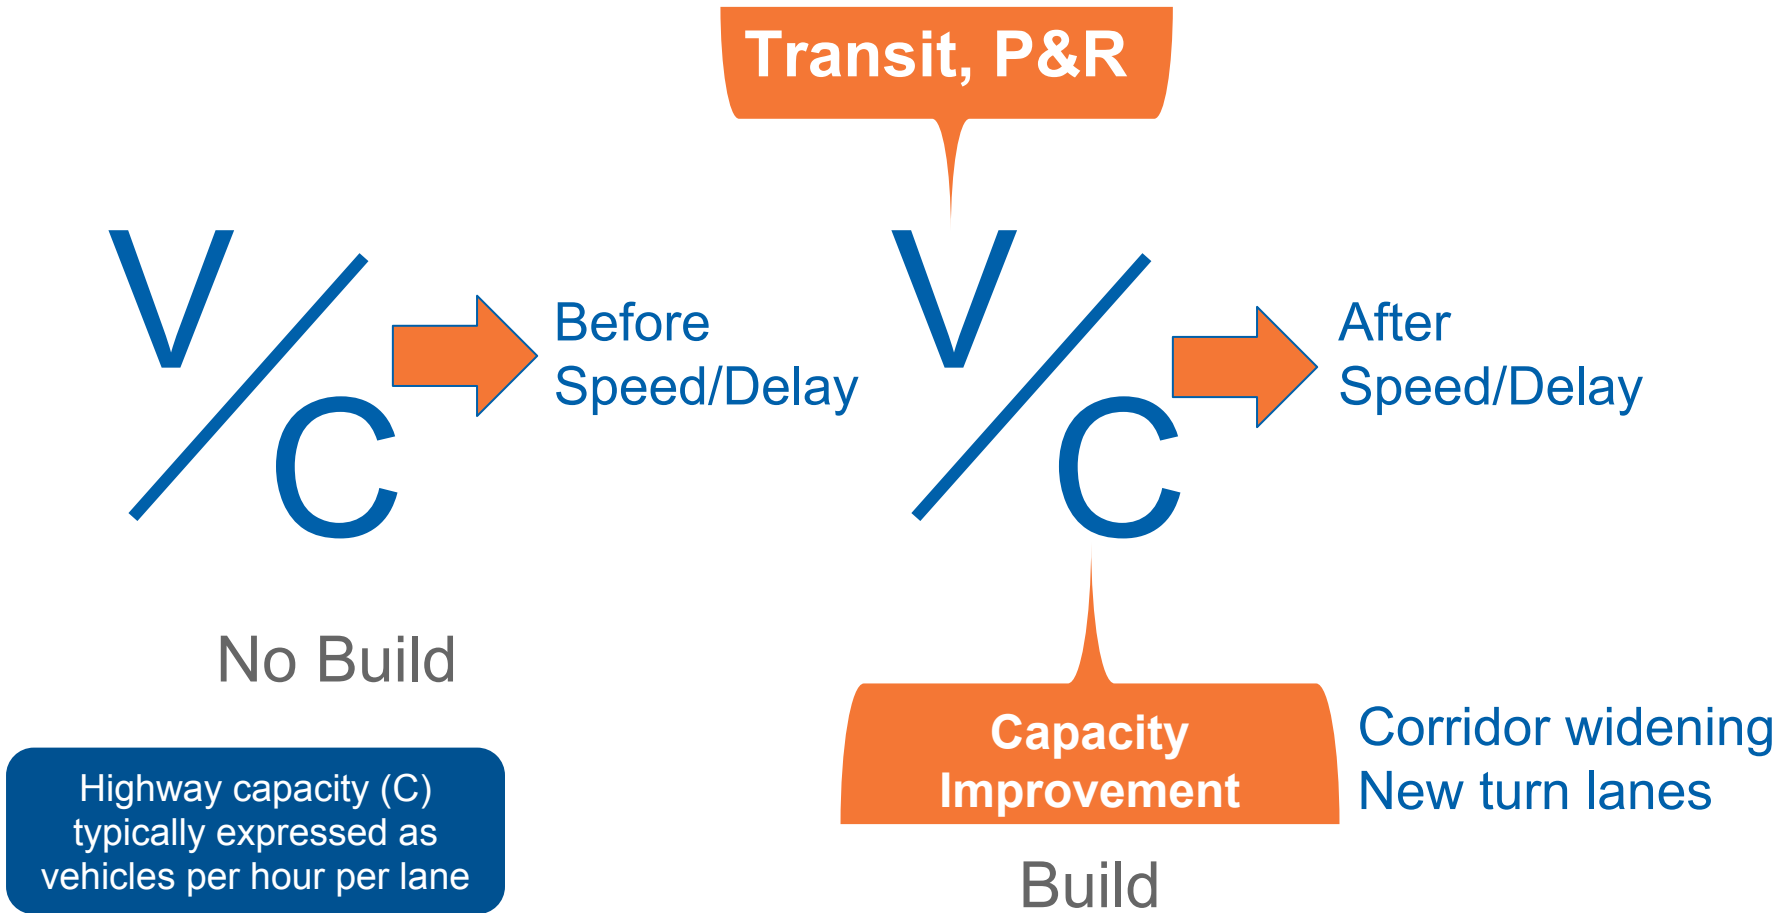 Transit, P&R
V/C
Before
Speed/Delay
V/C
After
Speed/Delay
No Build
Highway capacity (C)
typically expressed as
vehicles per hour per lane
Capacity
Improvement
Corridor widening
New turn lanes
Build